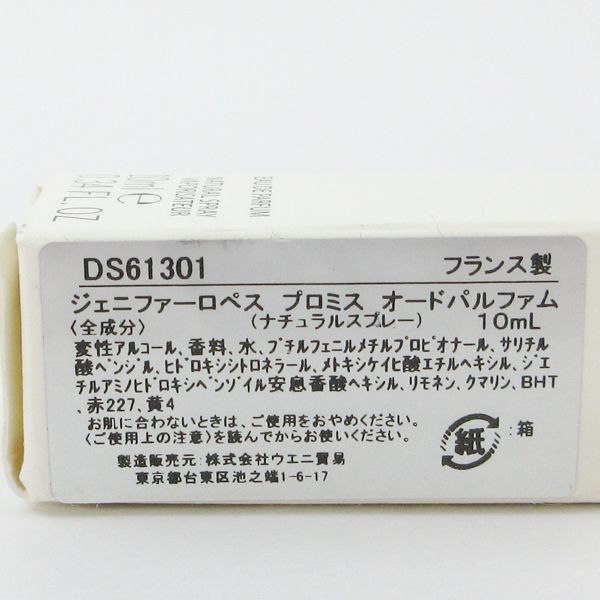 EAU DE PARFUM
NATURAL SPRAY
VAPORISATEUR
10ml e
0.34 FL. OZ
DS61301 フランス製
ジェニファーロペス プロミス オードパルファム
〈全成分〉 (ナチュラルスプレー) 10mL
変性アルコール、香料、水、ブチルフェニルメチルプロピオナール、サリチル
酸ベンジル、ヒドロキシシトロネラール、メトキシケイヒ酸エチルヘキシル、ジエ
チルアミノヒドロキシベンゾイル安息香酸ヘキシル、リモネン、クマリン、BHT
、赤227、黄4
お肌に合わないときは、ご使用をおやめください。
〈ご使用上の注意〉を読んでからお使いください。
紙 :箱
製造販売元:株式会社ウエニ貿易
東京都台東区池之端1-6-17